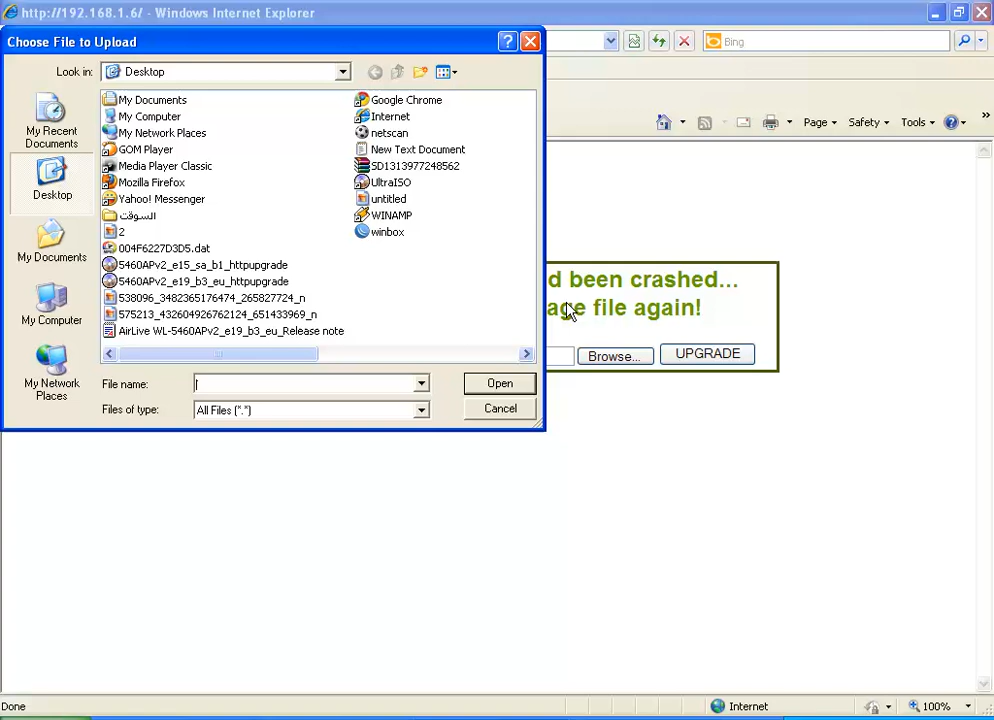 http://192.168.1.6/ - Windows Internet Explorer
Choose File to Upload
Bing
Look in:
Desktop
Page
Safety
Tools
My Recent Documents
Desktop
My Documents
My Computer
My Network Places
My Documents
My Computer
My Network Places
GOM Player
Media Player Classic
Mozilla Firefox
Yahoo! Messenger
السوقت
2
004F6227D3D5.dat
5460APv2_e15_sa_b1_httpupgrade
5460APv2_e19_b3_eu_httpupgrade
538096_3482365176474_265827724_n
575213_432604926762124_651433969_n
AirLive WL-5460APv2_e19_b3_eu_Release note
Google Chrome
Internet
netscan
New Text Document
SD1313977248562
UltraISO
untitled
WINAMP
winbox
d been crashed...
age file again!
Browse...
UPGRADE
File name:
Open
Files of type:
All Files (*.*)
Cancel
Done
Internet
100%